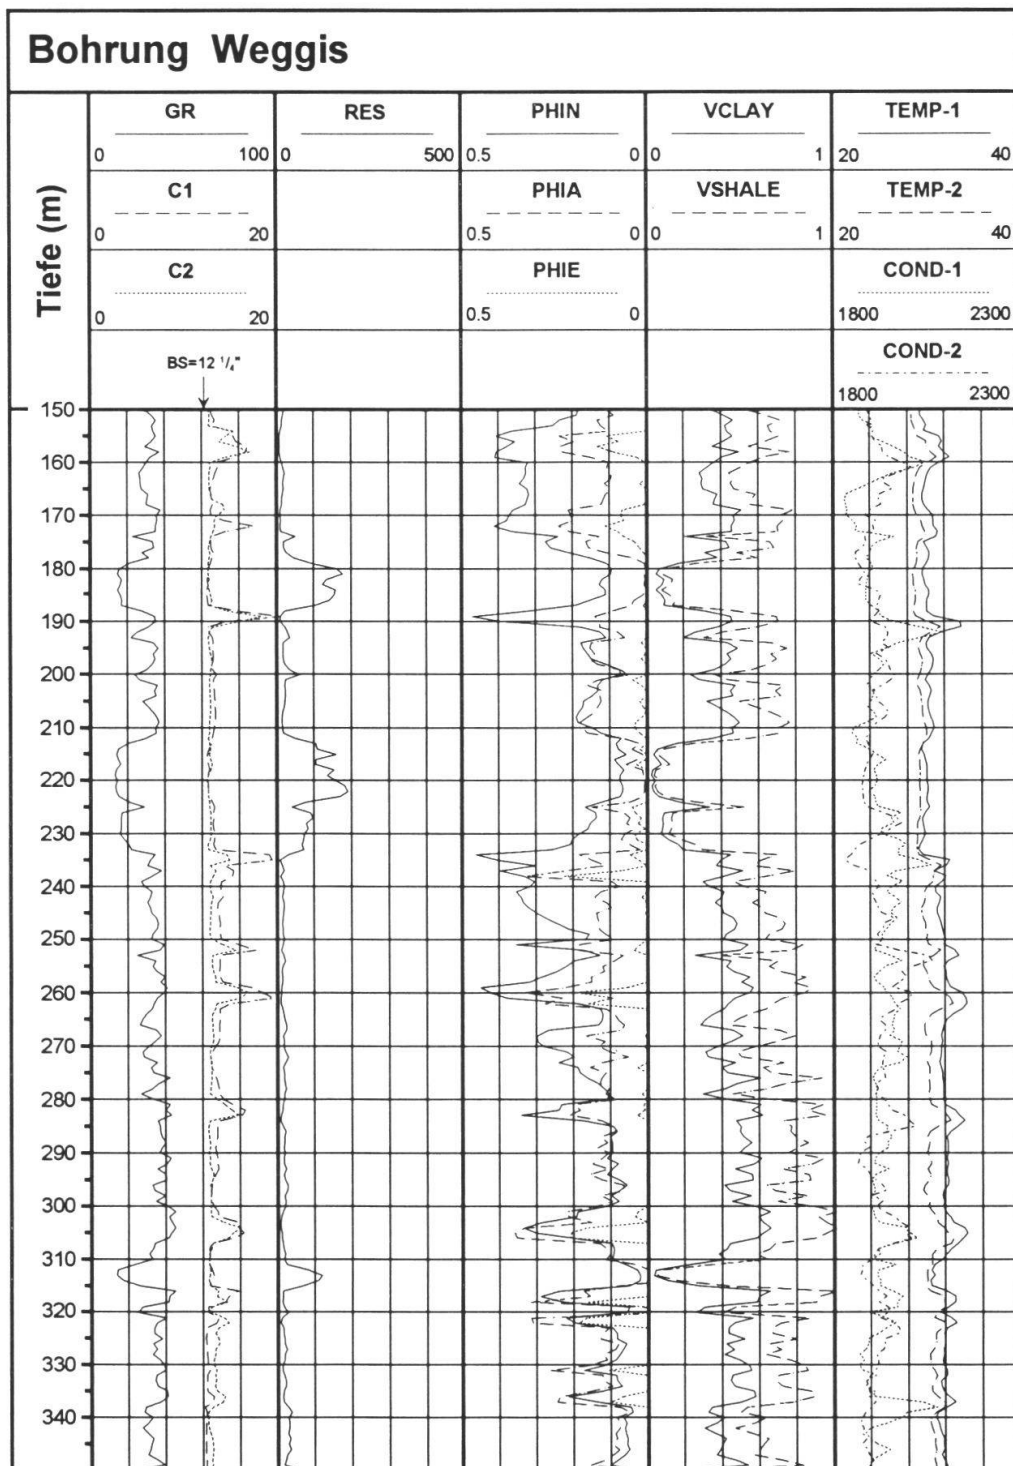 Bohrung Weggis
Tiefe (m)
GR RES PHIN VCLAY TEMP-1
0 100 0 500 0.5 0 0 1 20 40
C1 PHIA VSHALE TEMP-2
0 20 0.5 0 0 1 20 40
C2 PHIE COND-1
0 20 0.5 0 1800 2300
BS=12 1/4" COND-2
1800 2300
150
160
170
180
190
200
210
220
230
240
250
260
270
280
290
300
310
320
330
340